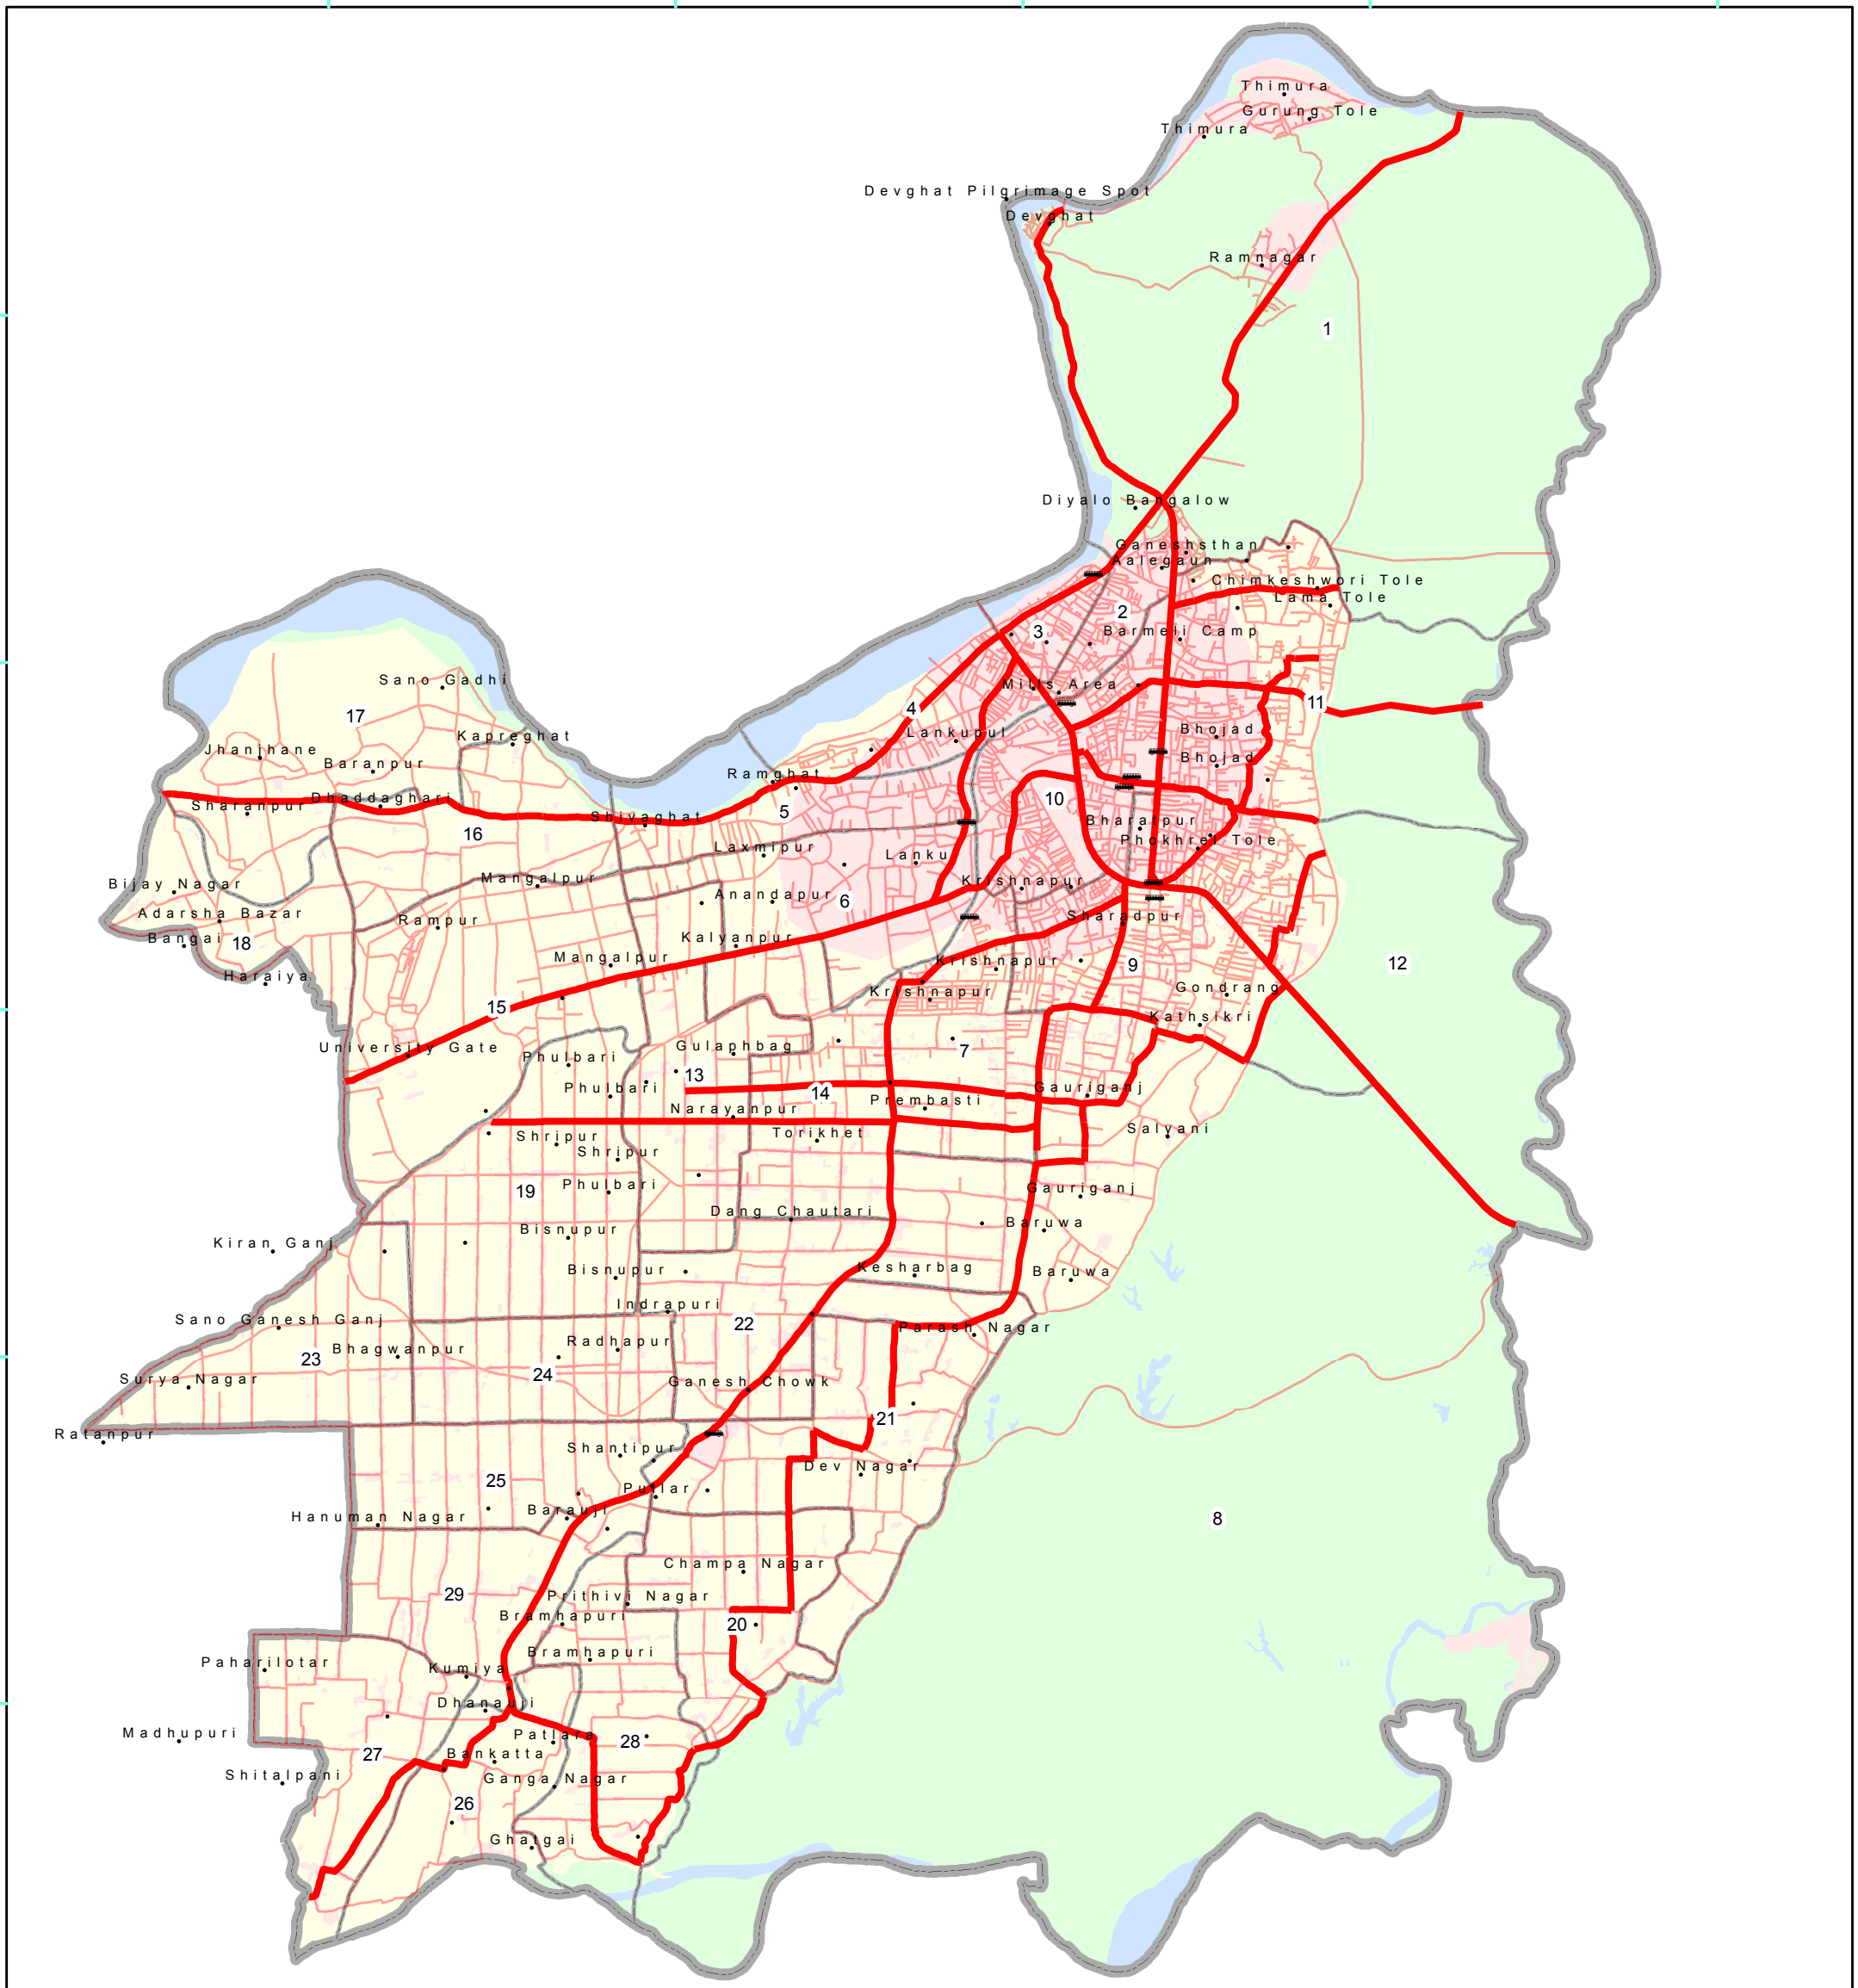 Thimura
Gurung Tole
Thimura
Devghat Pilgrimage Spot
Devghat
Ramnagar
1
Diyalo Bangalow
Ganeshsthan
Aalegaun
Chimkeshwori Tole
Lama Tole
2
3
Barmeli Camp
Sano Gadhi
Mills Area
11
4
17
Lankupul
Bhojad
Kapreghat
Jhanjhane
Baranpur
Bhojad
Ramghat
Dhaddaghari
10
Sharanpur
5
Shivaghat
Bharatpur
16
Phokhrel Tole
Laxmipur
Lanku
Mangalpur
Krishnapur
Bijay Nagar
Anandapur
6
Adarsha Bazar
Rampur
Sharadpur
Bangai
18
Kalyanpur
Mangalpur
Krishnapur
9
12
Haraiya
Krishnapur
Gondrang
15
Kathsikri
University Gate
Gulaphbag
7
Phulbari
13
Phulbari
14
Gauriganj
Narayanpur
Prembasti
Shripur
Torikhet
Salyani
Shripur
19
Phulbari
Gauriganj
Dang Chautari
Baruwa
Bisnupur
Kiran Ganj
Bisnupur
Kesharbag
Baruwa
Indrapuri
Sano Ganesh Ganj
22
Parash Nagar
Radhapur
Bhagwanpur
23
24
Surya Nagar
Ganesh Chowk
21
Ratanpur
Shantipur
Dev Nagar
25
Putlar
Hanuman Nagar
Barauji
8
Champa Nagar
29
Prithivi Nagar
Bramhapuri
20
Bramhapuri
Paharilotar
Kumiya
Dhanauji
Madhupuri
Patlara
28
27
Bankatta
Shitalpani
Ganga Nagar
26
Ghatgai